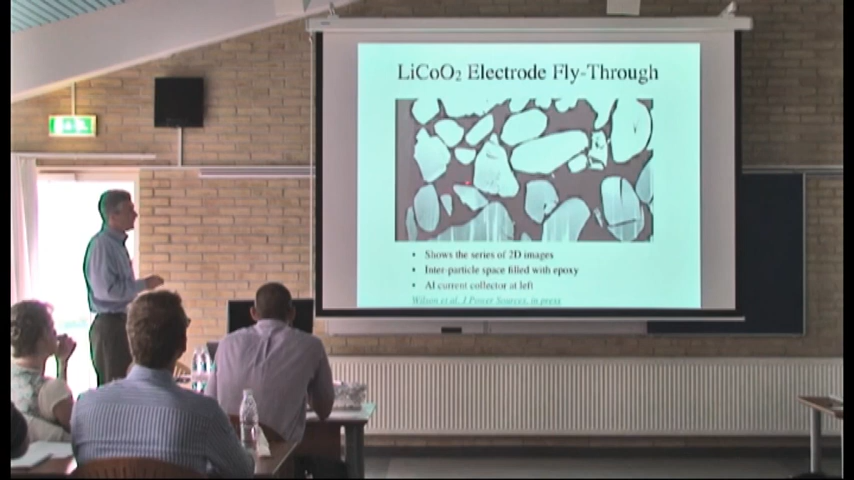 LiCoO₂ Electrode Fly-Through
• Shows the series of 2D images
• Inter-particle space filled with epoxy
• Al current collector at left
Wilson et al, J Power Sources, in press